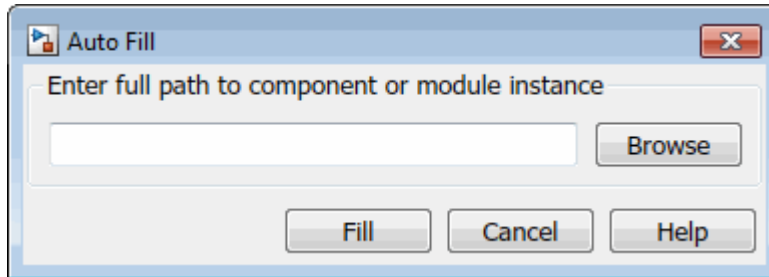 Auto Fill
Enter full path to component or module instance
Browse
Fill Cancel Help